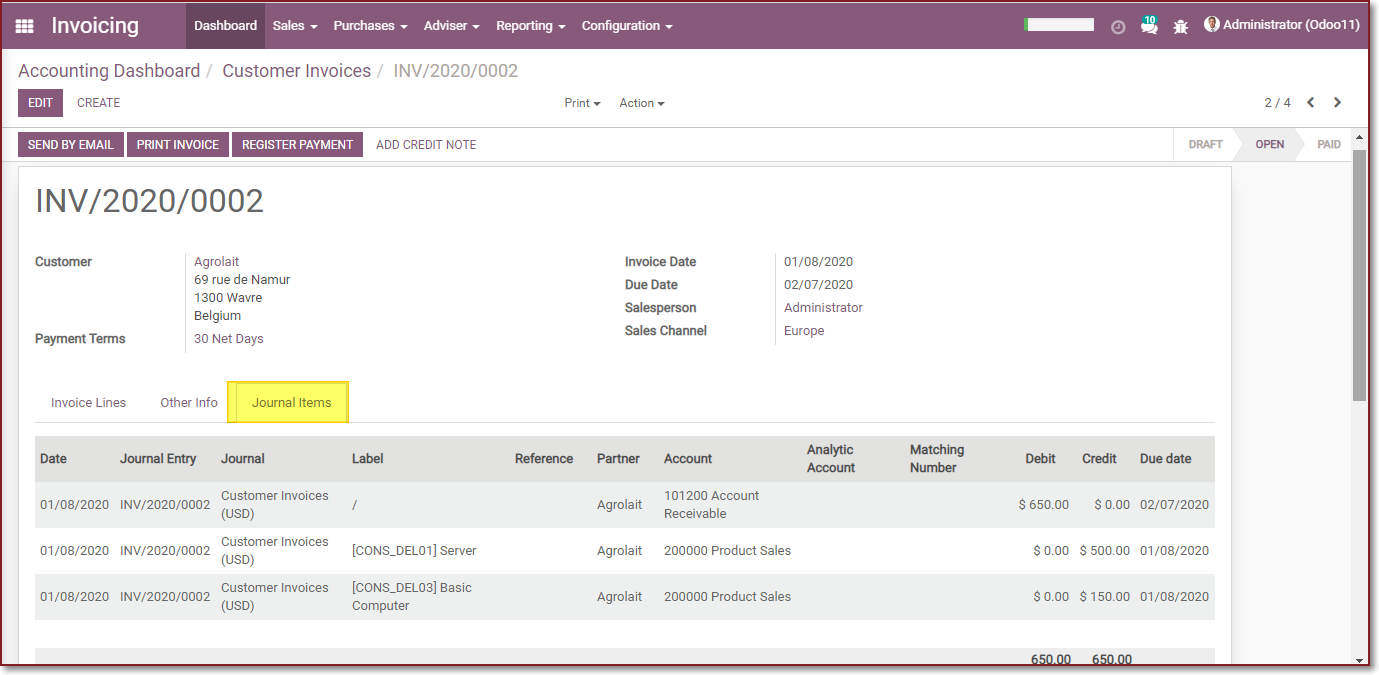 Invoicing Dashboard Sales Purchases Adviser Reporting Configuration 10 Administrator (Odoo11)
Accounting Dashboard / Customer Invoices / INV/2020/0002
EDIT CREATE Print Action 2 / 4
SEND BY EMAIL PRINT INVOICE REGISTER PAYMENT ADD CREDIT NOTE DRAFT OPEN PAID
INV/2020/0002
Customer Agrolait
69 rue de Namur
1300 Wavre
Belgium
Payment Terms 30 Net Days
Invoice Date 01/08/2020
Due Date 02/07/2020
Salesperson Administrator
Sales Channel Europe
Invoice Lines Other Info Journal Items
Date Journal Entry Journal Label Reference Partner Account Analytic Account Matching Number Debit Credit Due date
01/08/2020 INV/2020/0002 Customer Invoices (USD) / Agrolait 101200 Account Receivable $ 650.00 $ 0.00 02/07/2020
01/08/2020 INV/2020/0002 Customer Invoices (USD) [CONS_DEL01] Server Agrolait 200000 Product Sales $ 0.00 $ 500.00 01/08/2020
01/08/2020 INV/2020/0002 Customer Invoices (USD) [CONS_DEL03] Basic Computer Agrolait 200000 Product Sales $ 0.00 $ 150.00 01/08/2020
650.00 650.00